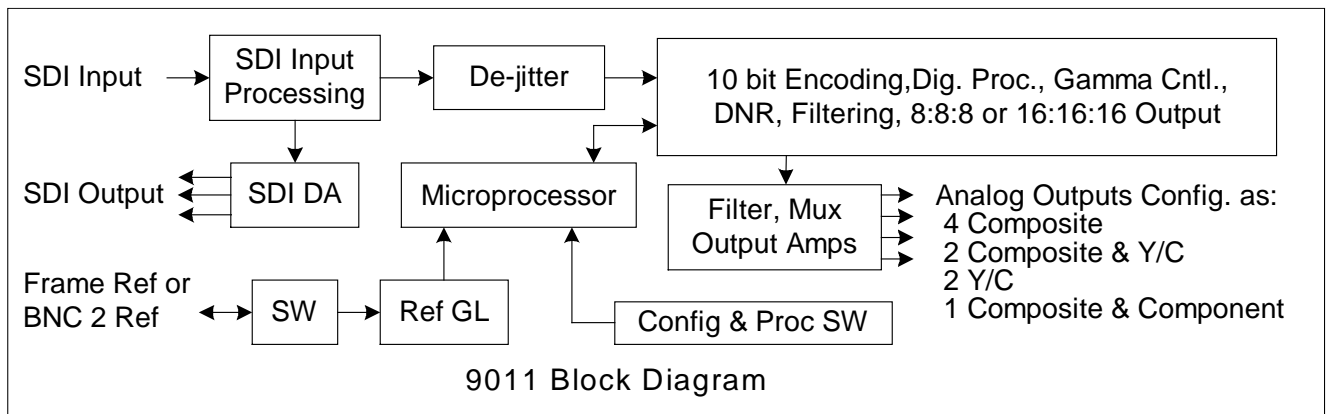 SDI Input
SDI Input
Processing
De-jitter
10 bit Encoding,Dig. Proc., Gamma Cntl.,
DNR, Filtering, 8:8:8 or 16:16:16 Output
SDI Output
SDI DA
Microprocessor
Filter, Mux
Output Amps
Analog Outputs Config. as:
4 Composite
2 Composite & Y/C
2 Y/C
1 Composite & Component
Frame Ref or
BNC 2 Ref
SW
Ref GL
Config & Proc SW
9011 Block Diagram